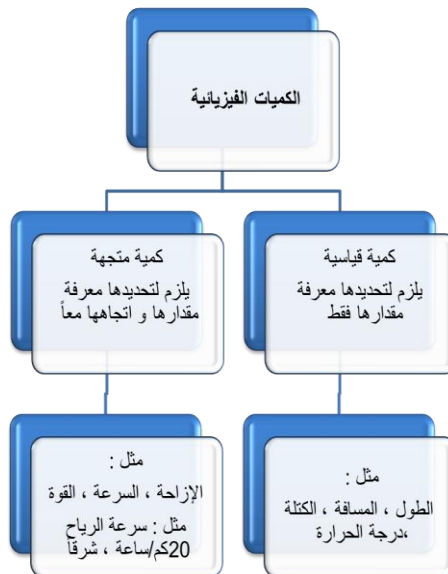 الكميات الفيزيائية
كمية قياسية
يلزم لتحديدها معرفة
مقدارها فقط
كمية متجهة
يلزم لتحديدها معرفة
مقدارها و اتجاهها معاً
مثل :
الطول ، المسافة ، الكتلة
،درجة الحرارة
مثل :
الإزاحة ، السرعة ، القوة
مثل : سرعة الرياح
20كم/ساعة ، شرقا